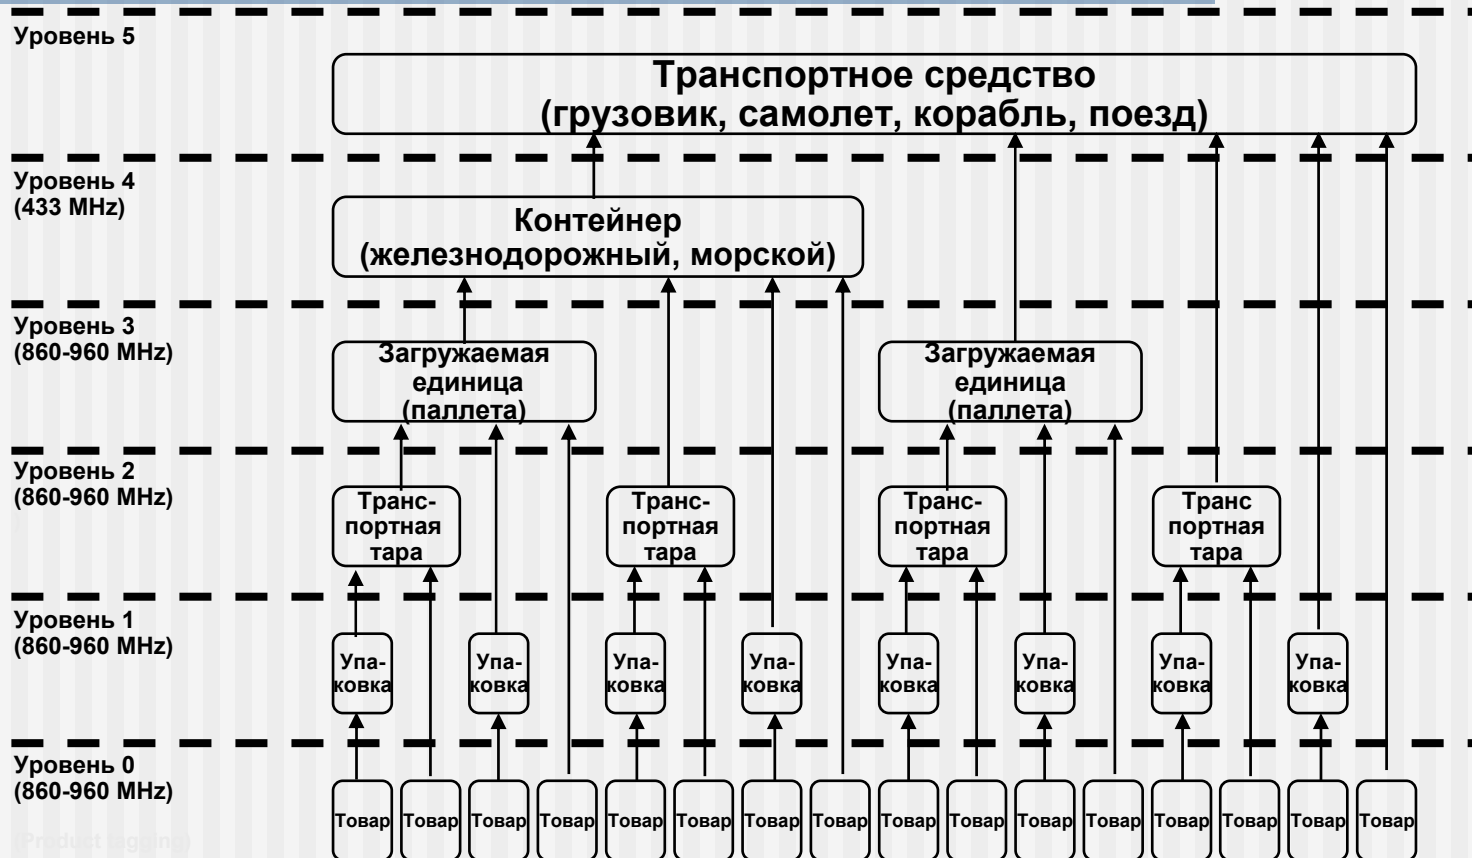 Уровень 5
Транспортное средство
(грузовик, самолет, корабль, поезд)
Уровень 4
(433 MHz)
Контейнер
(железнодорожный, морской)
Уровень 3
(860-960 MHz)
Загружаемая
единица
(паллета)
Загружаемая
единица
(паллета)
Уровень 2
(860-960 MHz)
)
Транс-
портная
тара
Транс-
портная
тара
Транс-
портная
тара
Транс
портная
тара
Уровень 1
(860-960 MHz)
Упа-
ковка
Упа-
ковка
Упа-
ковка
Упа-
ковка
Упа-
ковка
Упа-
ковка
Упа-
ковка
Упа-
ковка
Уровень 0
(860-960 MHz)
(Product tagging)
Товар Товар Товар Товар Товар Товар Товар Товар Товар Товар Товар Товар Товар Товар Товар Товар